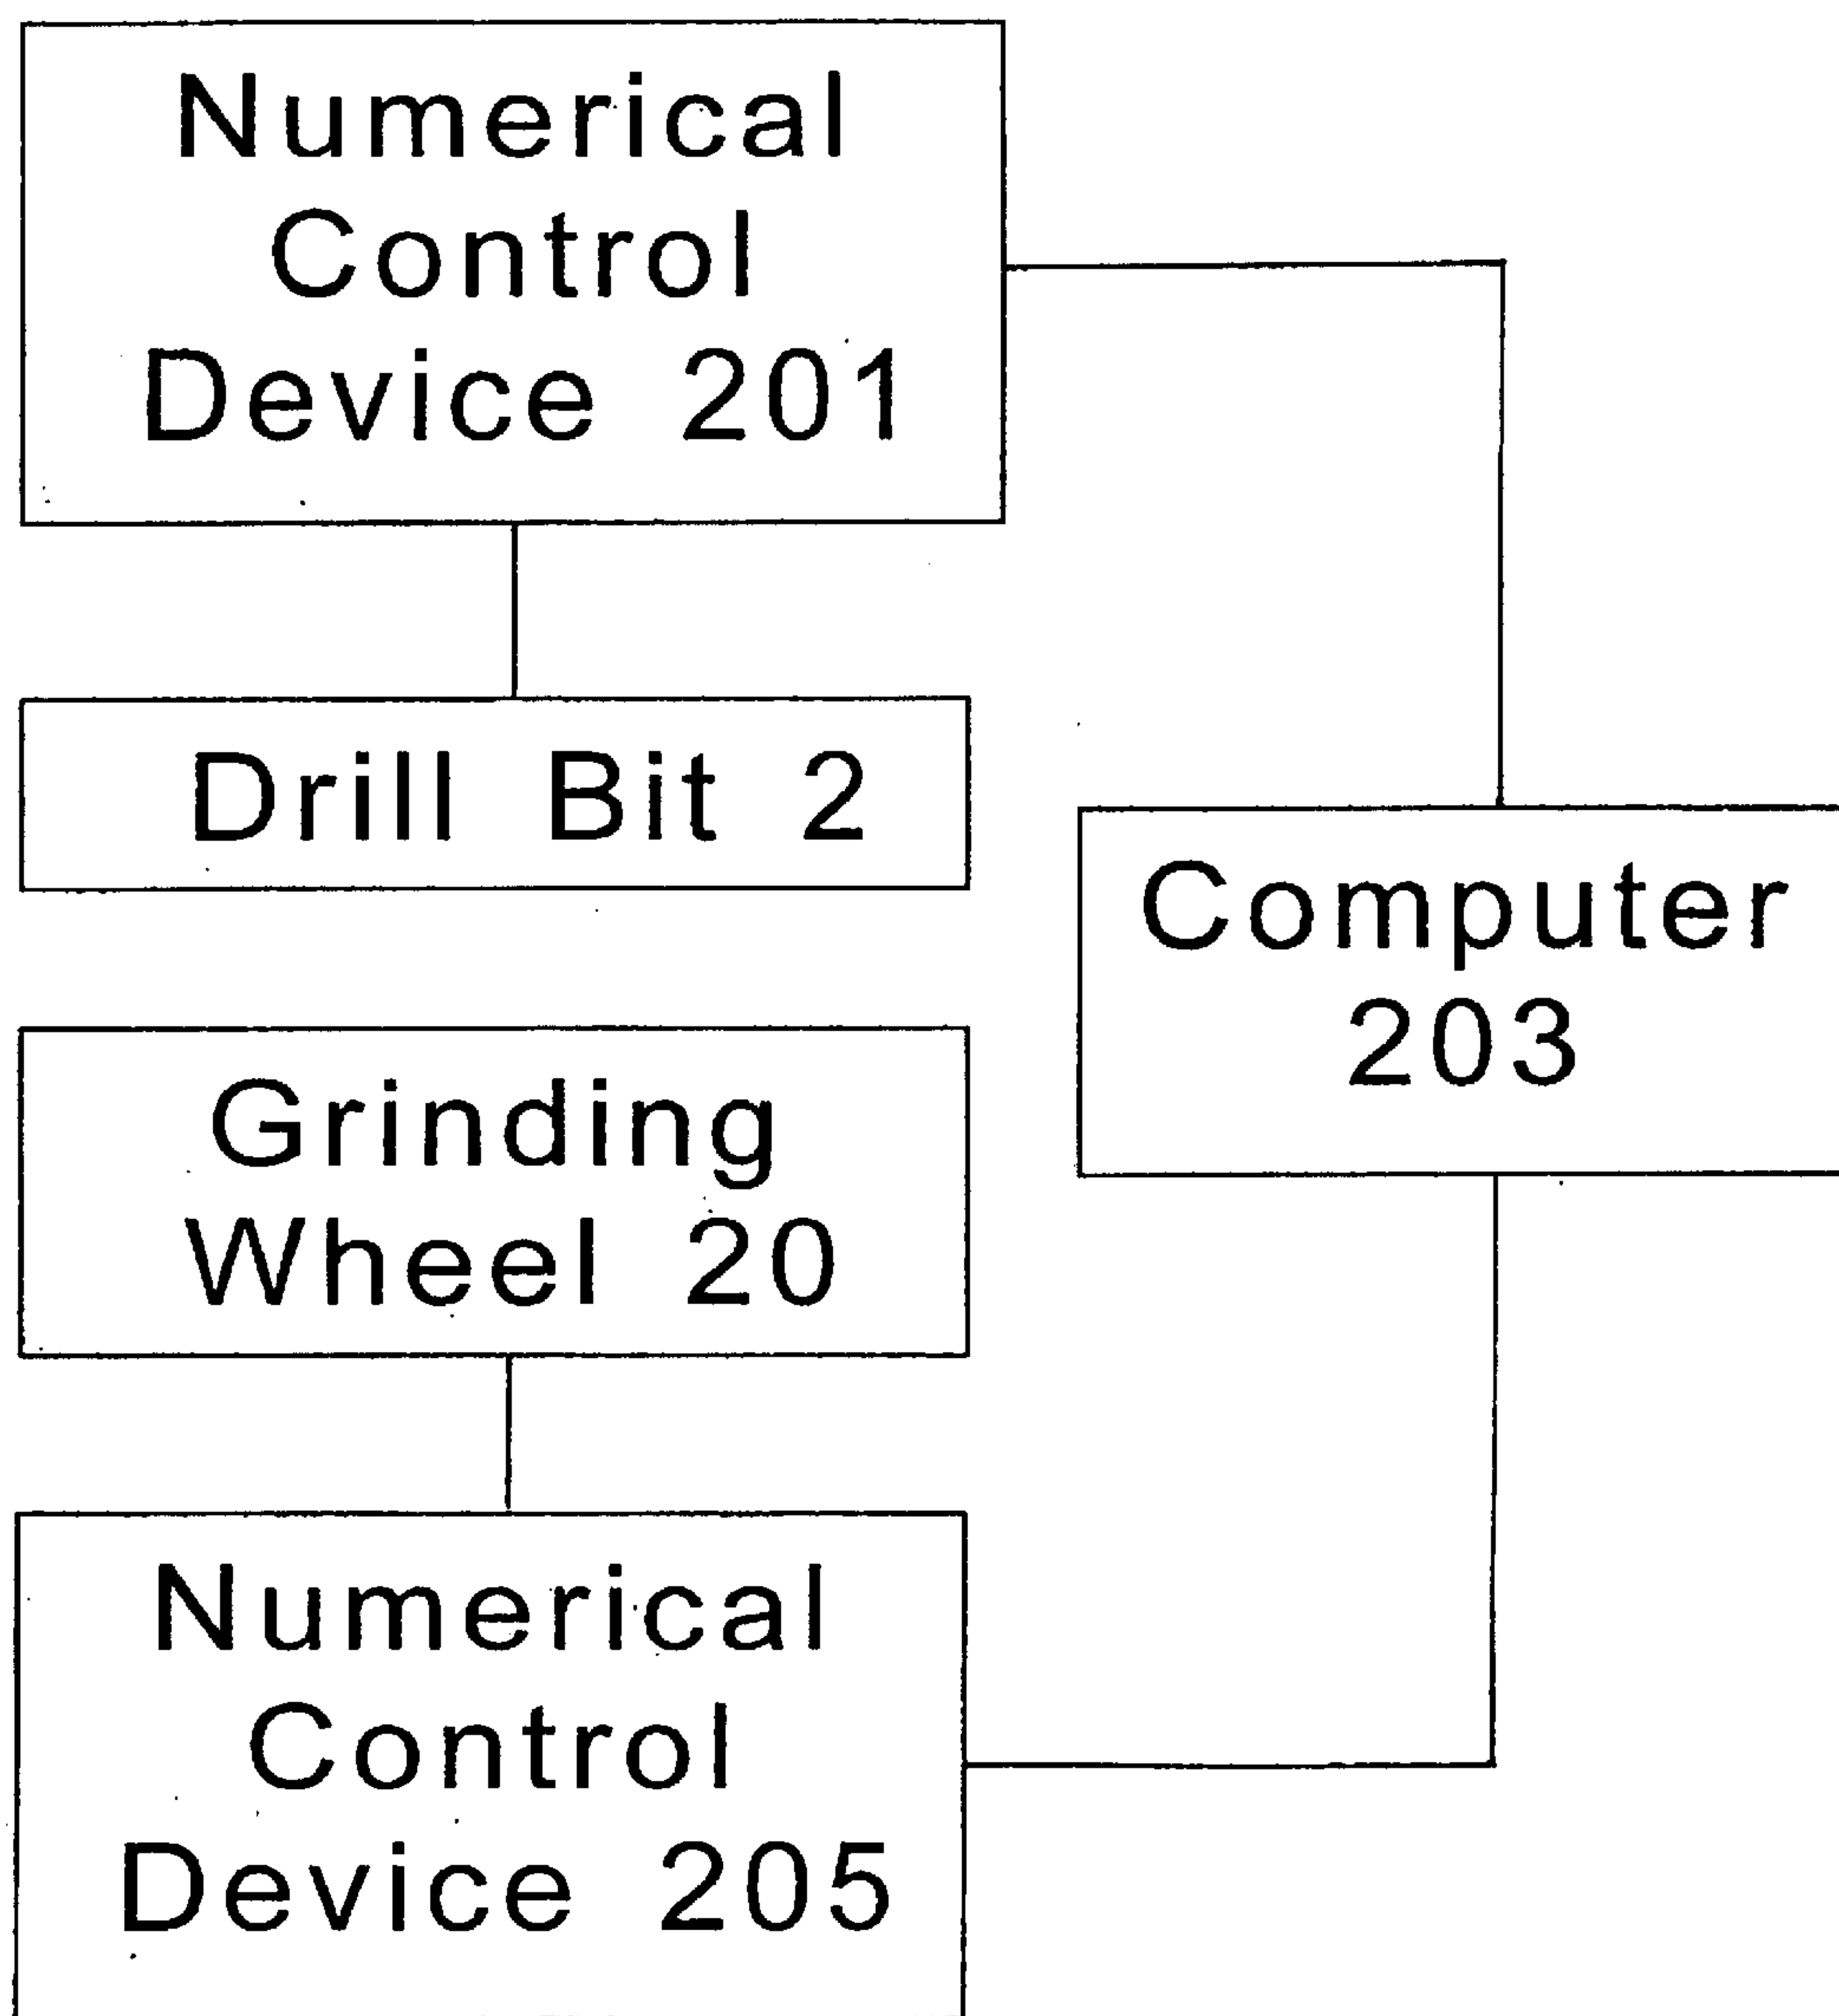 Numerical
Control
Device 201
Drill Bit 2
Computer
203
Grinding
Wheel 20
Numerical
Control
Device 205